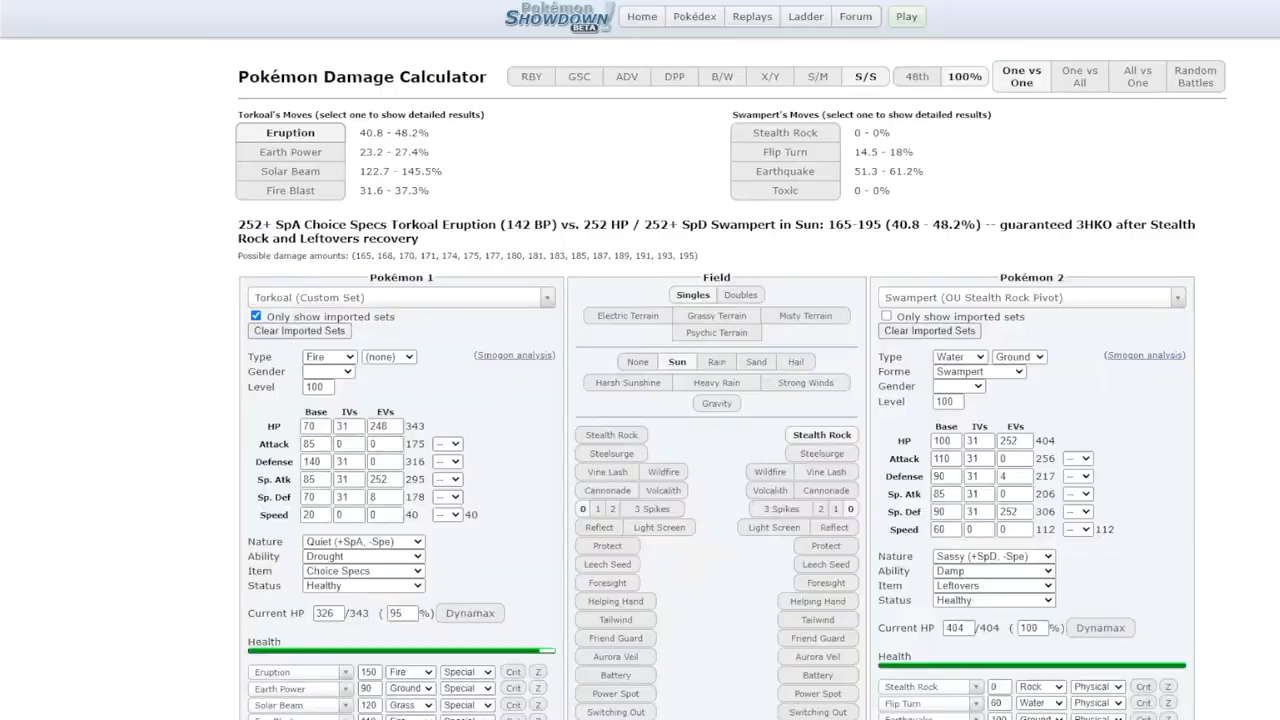 Pokémon SHOWDOWN! BETA Home Pokédex Replays Ladder Forum Play
Pokémon Damage Calculator RBY GSC ADV DPP B/W X/Y S/M S/S 48th 100% One vs One One vs All All vs One Random Battles
Torkoal's Moves (select one to show detailed results) Swampert's Moves (select one to show detailed results)
Eruption 40.8 - 48.2% Stealth Rock 0 - 0%
Earth Power 23.2 - 27.4% Flip Turn 14.5 - 18%
Solar Beam 122.7 - 145.5% Earthquake 51.3 - 61.2%
Fire Blast 31.6 - 37.3% Toxic 0 - 0%
252+ SpA Choice Specs Torkoal Eruption (142 BP) vs. 252 HP / 252+ SpD Swampert in Sun: 165-195 (40.8 - 48.2%) -- guaranteed 3HKO after Stealth
Rock and Leftovers recovery
Possible damage amounts: (165, 168, 170, 171, 174, 175, 177, 180, 181, 183, 185, 187, 189, 191, 193, 195)
Pokémon 1
Torkoal (Custom Set)
Only show imported sets
Clear Imported Sets
Type Fire (none) (Smogon analysis)
Gender
Level 100
Base IVs EVs
HP 70 31 248 343
Attack 85 0 0 175 --
Defense 140 31 0 316 --
Sp. Atk 85 31 252 295 --
Sp. Def 70 31 8 178 --
Speed 20 0 0 40 -- 40
Nature Quiet (+SpA, -Spe)
Ability Drought
Item Choice Specs
Status Healthy
Current HP 326 /343 ( 95 %) Dynamax
Health
Eruption 150 Fire Special Crit Z
Earth Power 90 Ground Special Crit Z
Solar Beam 120 Grass Special Crit Z
Field
Singles Doubles
Electric Terrain Grassy Terrain Misty Terrain
Psychic Terrain
None Sun Rain Sand Hail
Harsh Sunshine Heavy Rain Strong Winds
Gravity
Stealth Rock Stealth Rock
Steelsurge Steelsurge
Vine Lash Wildfire Wildfire Vine Lash
Cannonade Volcalith Volcalith Cannonade
0 1 2 3 Spikes 3 Spikes 2 1 0
Reflect Light Screen Light Screen Reflect
Protect Protect
Leech Seed Leech Seed
Foresight Foresight
Helping Hand Helping Hand
Tailwind Tailwind
Friend Guard Friend Guard
Aurora Veil Aurora Veil
Battery Battery
Power Spot Power Spot
Switching Out Switching Out
Pokémon 2
Swampert (OU Stealth Rock Pivot)
Only show imported sets
Clear Imported Sets
Type Water Ground (Smogon analysis)
Forme Swampert
Gender
Level 100
Base IVs EVs
HP 100 31 252 404
Attack 110 31 0 256 --
Defense 90 31 4 217 --
Sp. Atk 85 31 0 206 --
Sp. Def 90 31 252 306 --
Speed 60 0 0 112 -- 112
Nature Sassy (+SpD, -Spe)
Ability Damp
Item Leftovers
Status Healthy
Current HP 404 /404 ( 100 %) Dynamax
Health
Stealth Rock 0 Rock Physical Crit Z
Flip Turn 60 Water Physical Crit Z